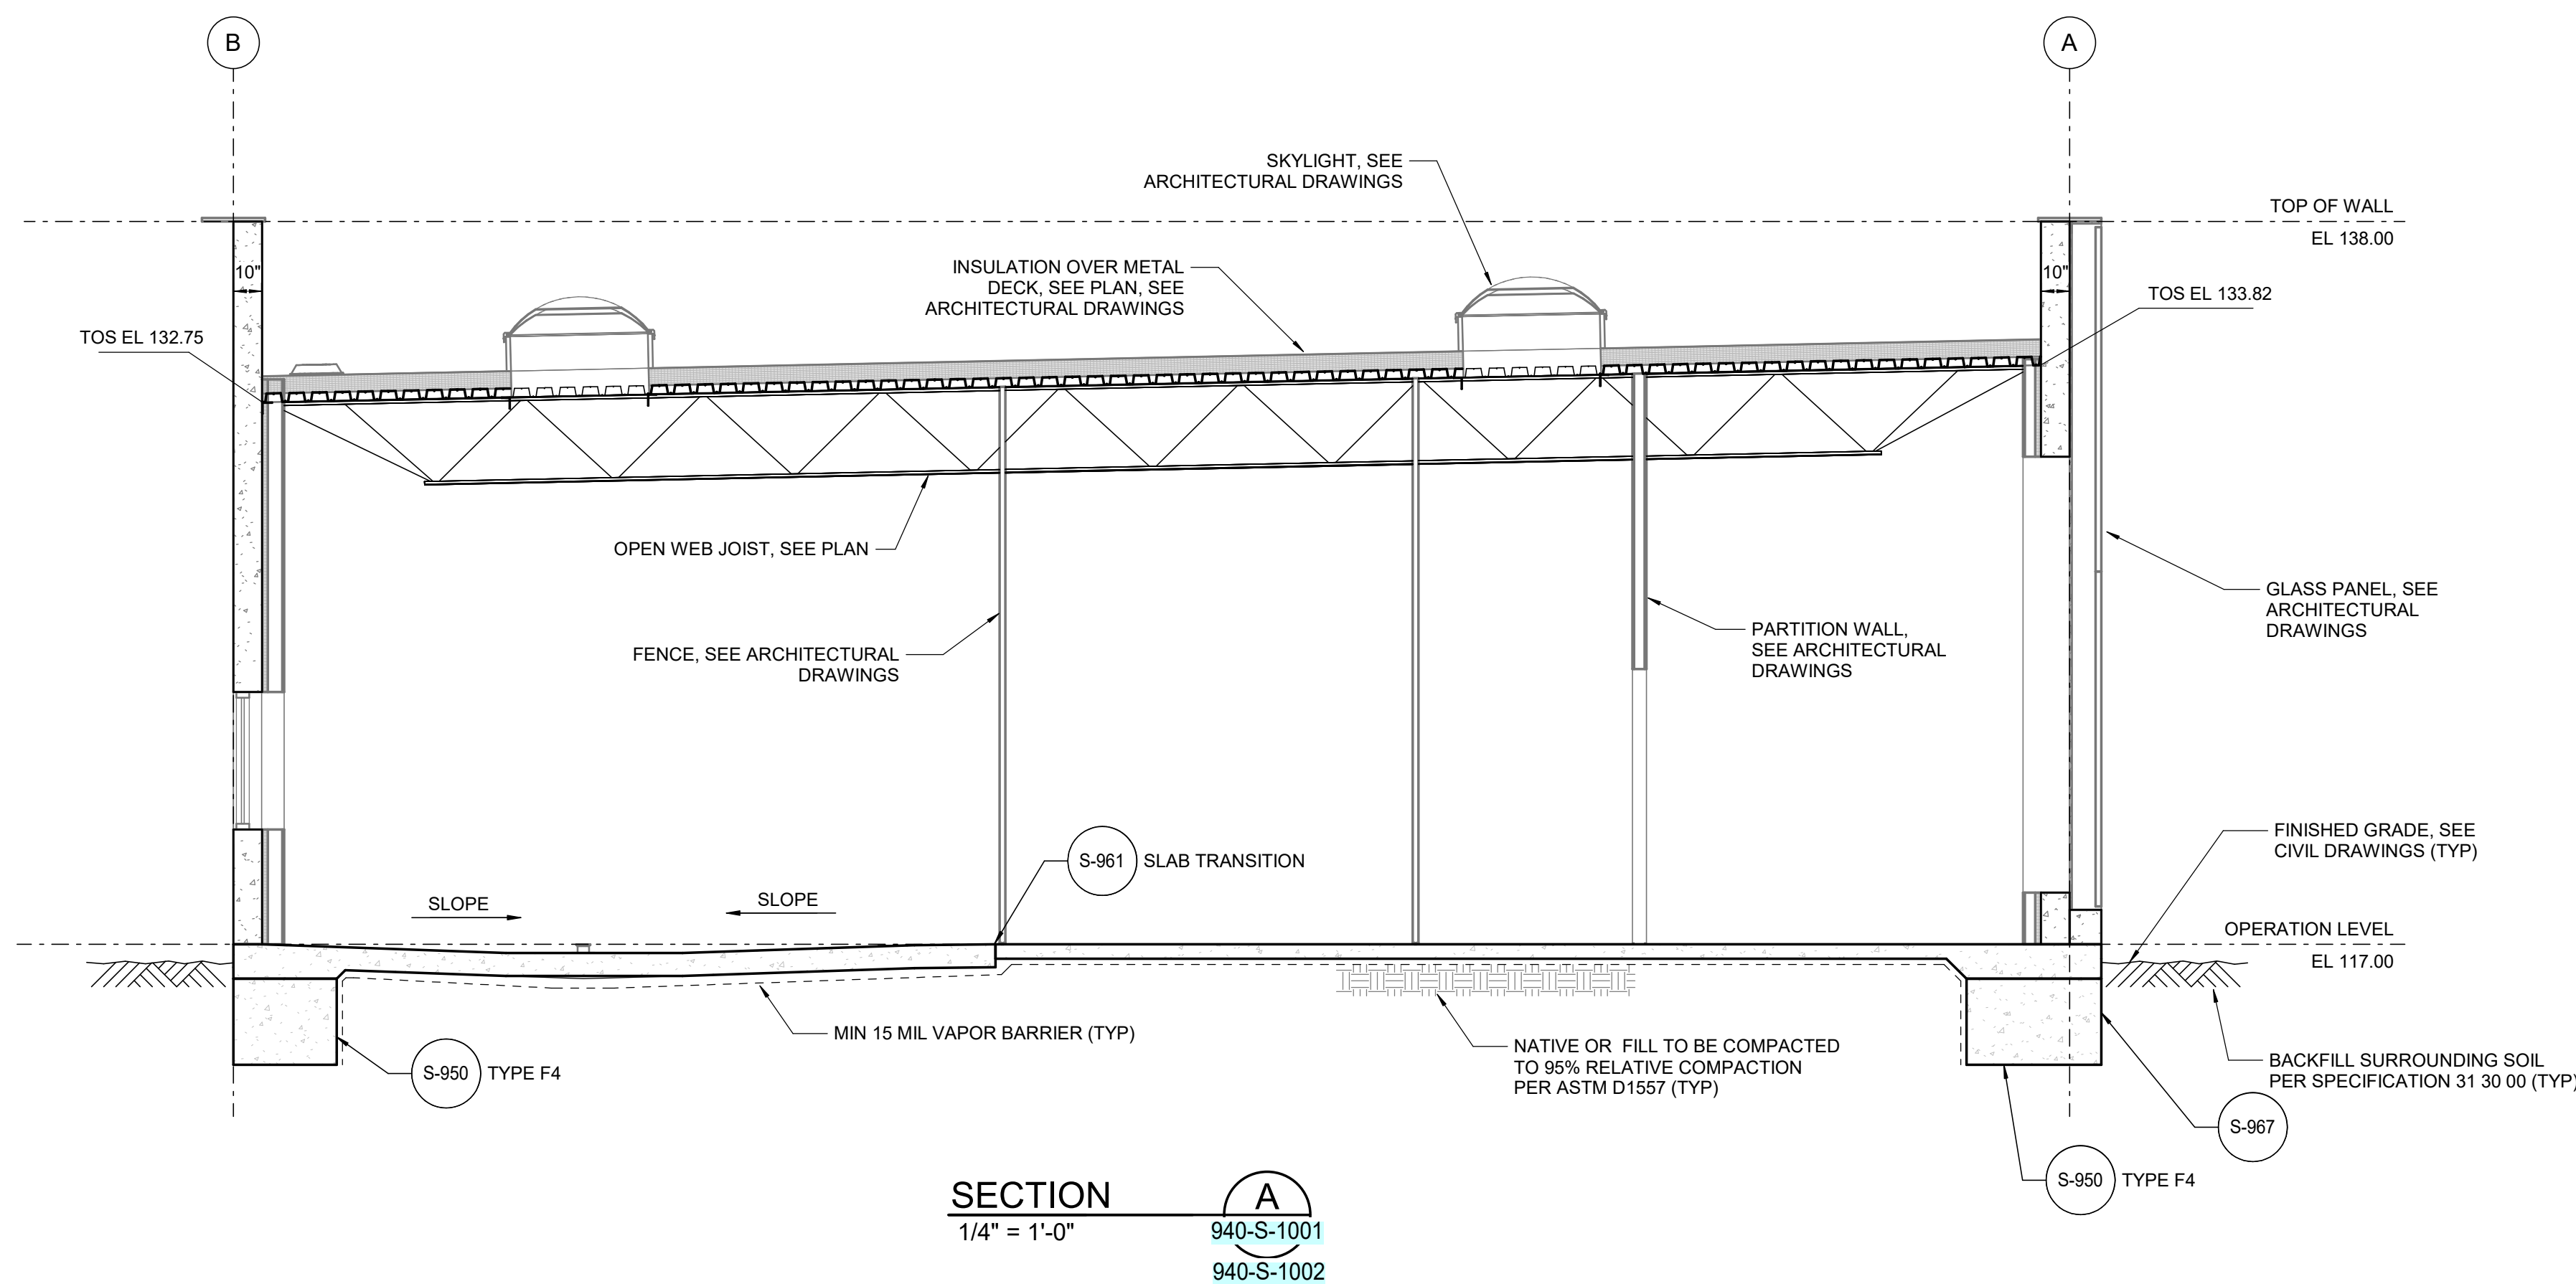 B
A
SKYLIGHT, SEE
ARCHITECTURAL DRAWINGS
TOP OF WALL
EL 138.00
10"
10"
INSULATION OVER METAL
DECK, SEE PLAN, SEE
ARCHITECTURAL DRAWINGS
TOS EL 132.75
TOS EL 133.82
OPEN WEB JOIST, SEE PLAN
FENCE, SEE ARCHITECTURAL
DRAWINGS
PARTITION WALL,
SEE ARCHITECTURAL
DRAWINGS
GLASS PANEL, SEE
ARCHITECTURAL
DRAWINGS
S-961 SLAB TRANSITION
FINISHED GRADE, SEE
CIVIL DRAWINGS (TYP)
SLOPE
SLOPE
OPERATION LEVEL
EL 117.00
MIN 15 MIL VAPOR BARRIER (TYP)
NATIVE OR FILL TO BE COMPACTED
TO 95% RELATIVE COMPACTION
PER ASTM D1557 (TYP)
BACKFILL SURROUNDING SOIL
PER SPECIFICATION 31 30 00 (TYP)
S-950 TYPE F4
S-967
S-950 TYPE F4
SECTION
A
1/4" = 1'-0"
940-S-1001
940-S-1002